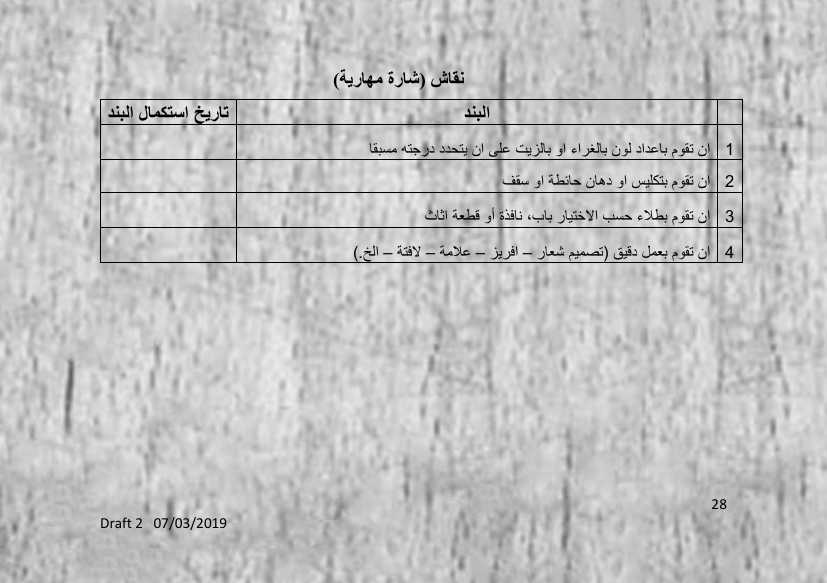 نقاش (شارة مهارية)
البند تاريخ استكمال البند
1 ان تقوم باعداد لون بالغراء او بالزيت على ان يتحدد درجته مسبقا
2 ان تقوم بتكليس او دهان حائطة او سقف
3 ان تقوم بطلاء حسب الاختيار باب، نافذة أو قطعة اثاث
4 ان تقوم بعمل دقيق (تصميم شعار – افريز – علامة – لافتة – الخ.)
28
Draft 2 07/03/2019